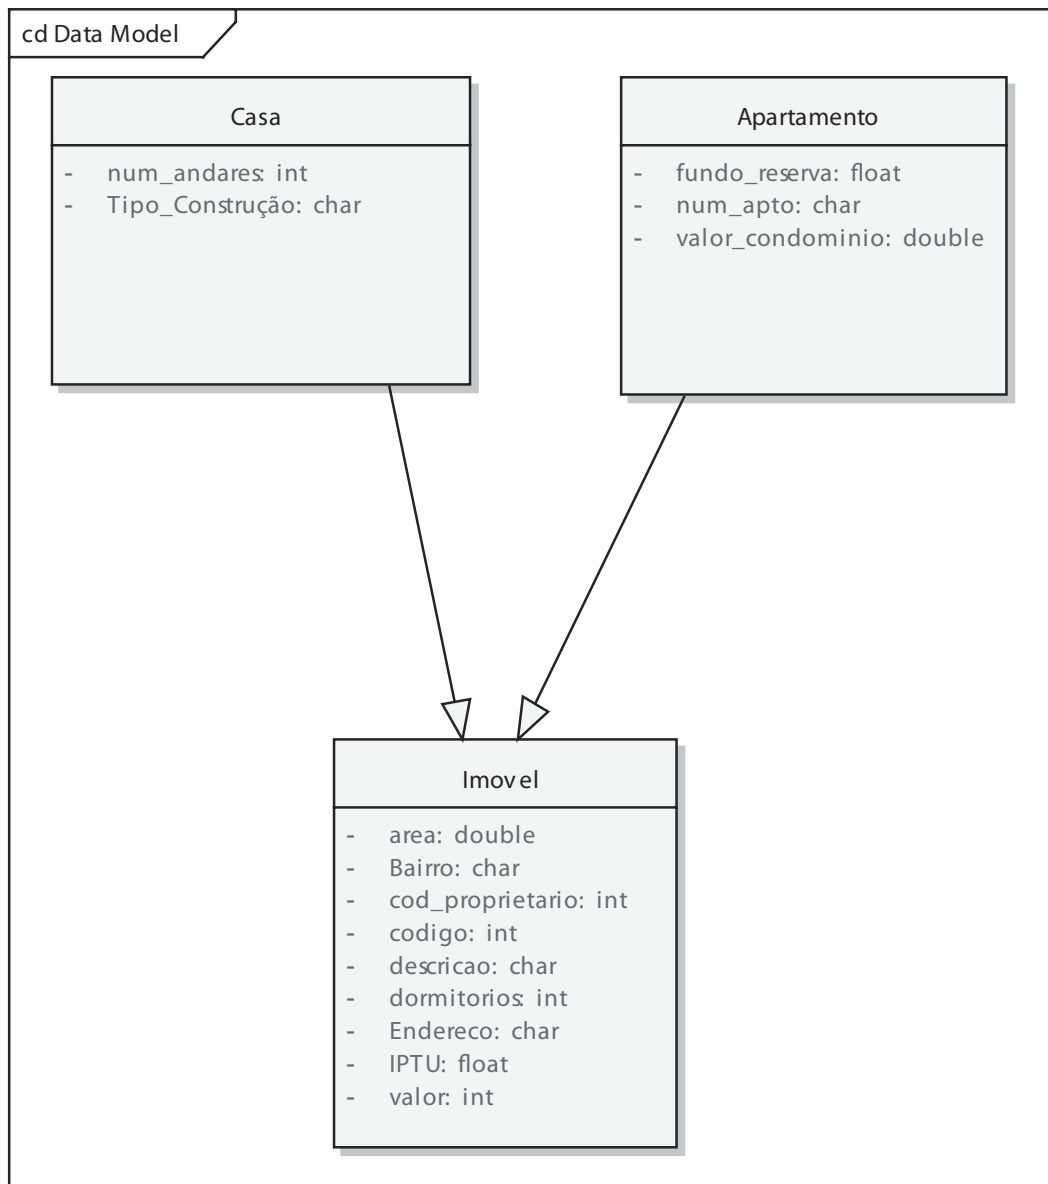 cd Data Model
Casa
- num_andares: int
- Tipo_Construção: char
Apartamento
- fundo_reserva: float
- num_apto: char
- valor_condominio: double
Imovel
- area: double
- Bairro: char
- cod_proprietario: int
- codigo: int
- descricao: char
- dormitorios: int
- Endereco: char
- IPTU: float
- valor: int